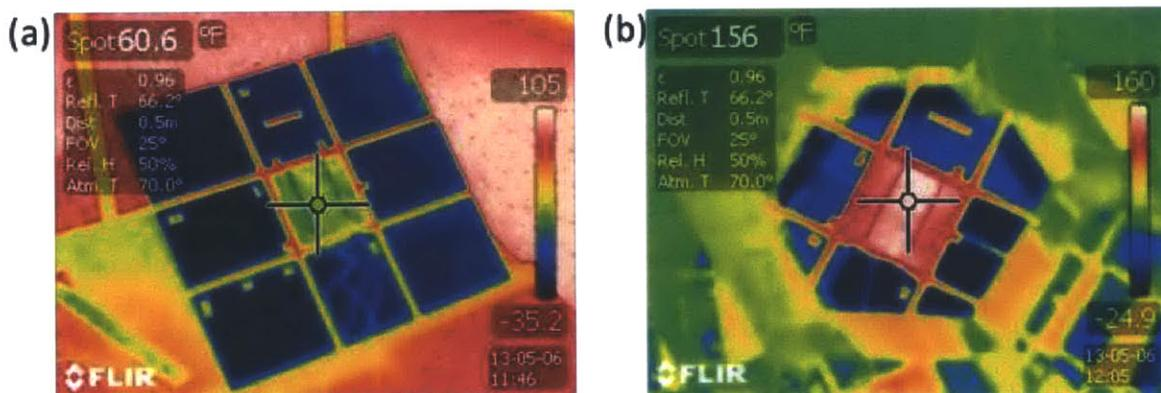 (a)
Spot 60.6 °F
ε 0.96
Refl. T 66.2°
Dist. 0.5m
FOV 25°
Rel. H 50%
Atm. T 70.0°
105
-35.2
13-05-06
11:46
FLIR
(b)
Spot 156 °F
ε 0.96
Refl. T 66.2°
Dist. 0.5m
FOV 25°
Rel. H 50%
Atm. T 70.0°
160
-24.9
13-05-06
12:05
FLIR